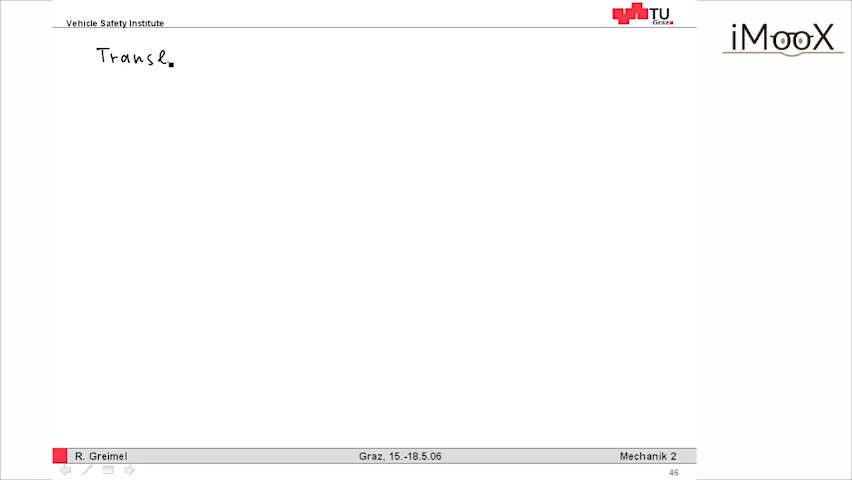 Vehicle Safety Institute
TU
Graz
iMooX
Transl
R. Greimel
Graz, 15.-18.5.06
Mechanik 2
46